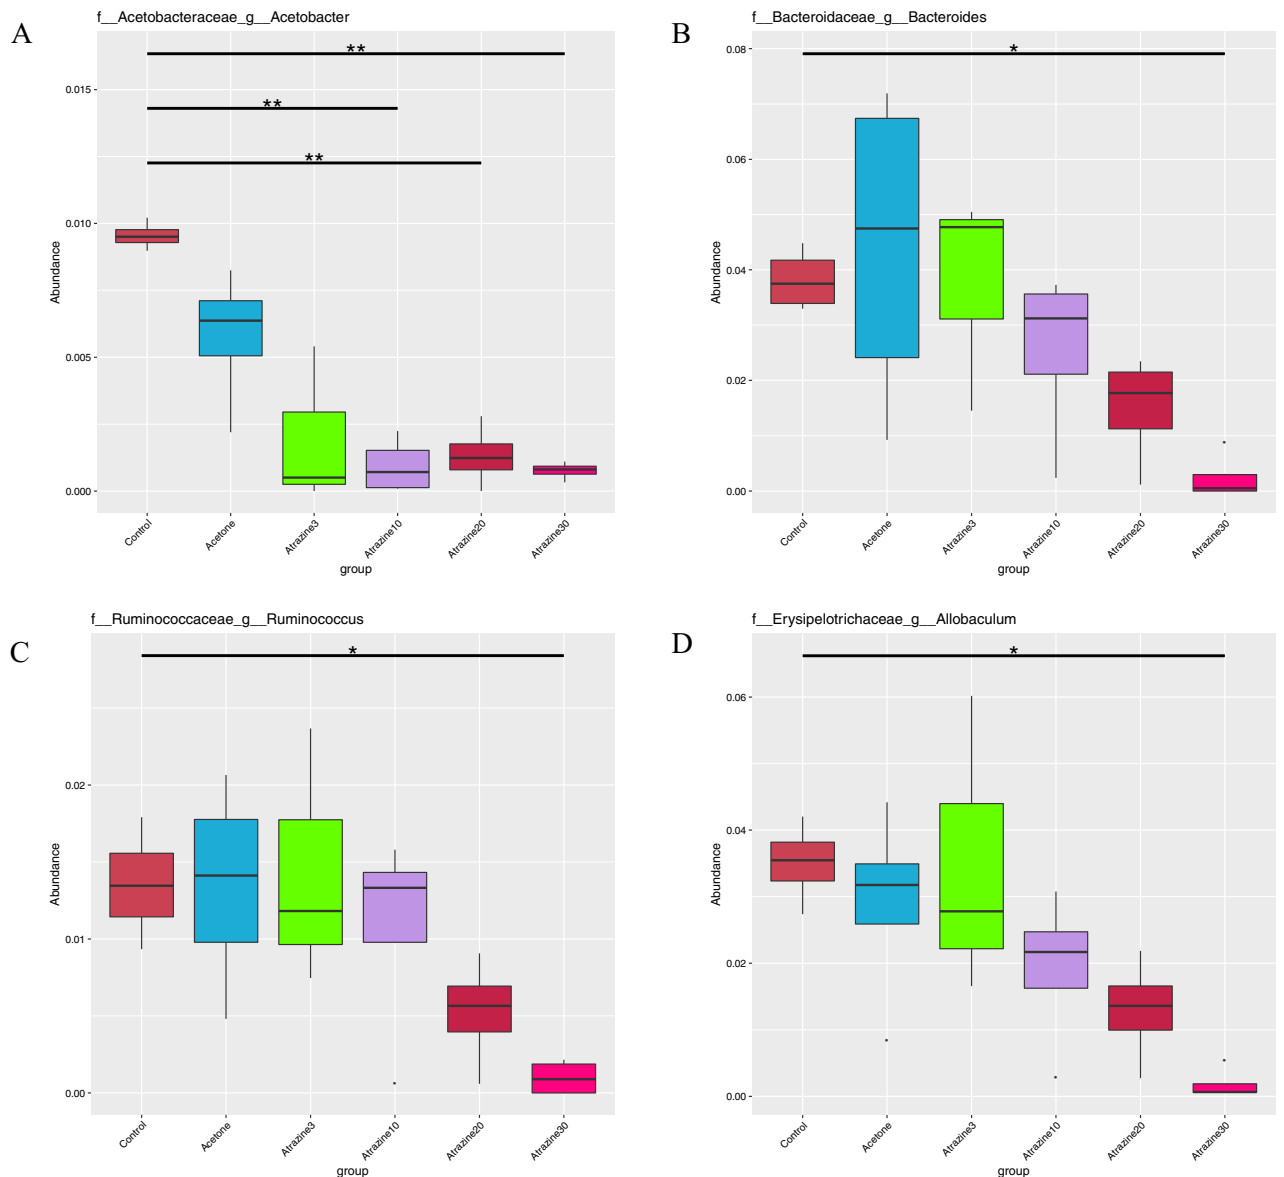 A
f__Acetobacteraceae_g__Acetobacter
**
**
**
0.015
0.010
0.005
0.000
Abundance
Control
Acetone
Atrazine3
Atrazine10
Atrazine20
Atrazine30
group
B
f__Bacteroidaceae_g__Bacteroides
*
0.08
0.06
0.04
0.02
0.00
Abundance
Control
Acetone
Atrazine3
Atrazine10
Atrazine20
Atrazine30
group
C
f__Ruminococcaceae_g__Ruminococcus
*
0.02
0.01
0.00
Abundance
Control
Acetone
Atrazine3
Atrazine10
Atrazine20
Atrazine30
group
D
f__Erysipelotrichaceae_g__Allobaculum
*
0.06
0.04
0.02
0.00
Abundance
Control
Acetone
Atrazine3
Atrazine10
Atrazine20
Atrazine30
group